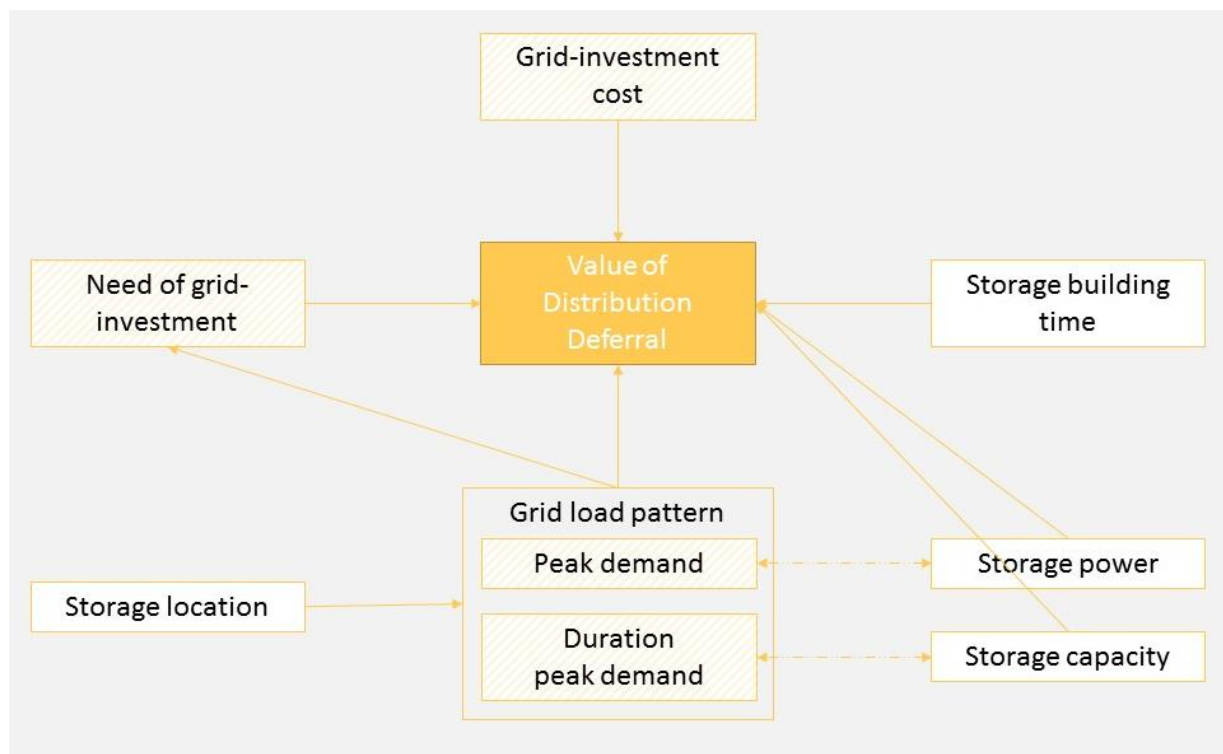 Grid-investment
cost
Need of grid-
investment
Value of
Distribution
Deferral
Storage building
time
Grid load pattern
Peak demand
Storage power
Storage location
Duration
peak demand
Storage capacity